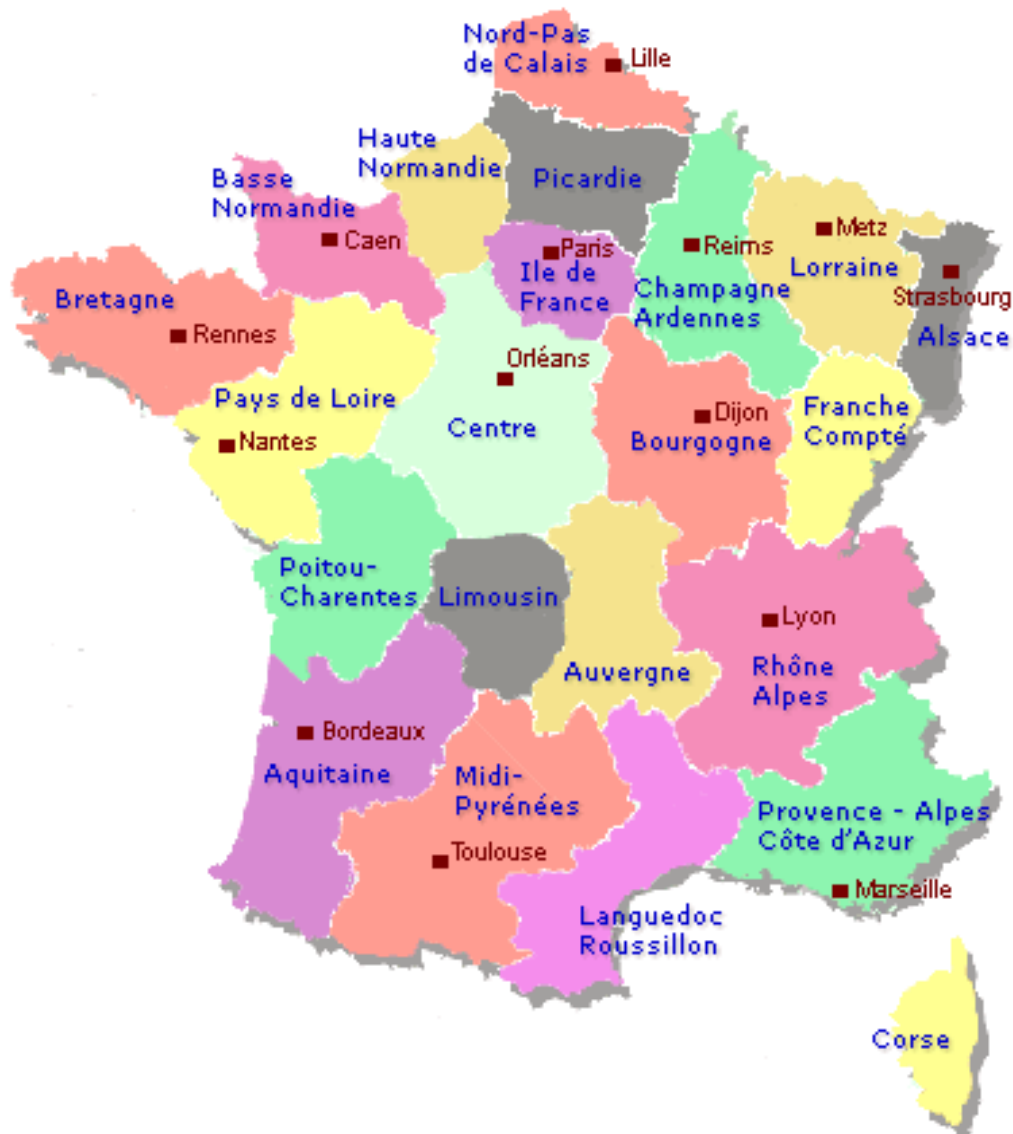 Nord-Pas
de Calais
Lille
Haute
Normandie
Picardie
Basse
Normandie
Caen
Paris
Ile de
France
Reims
Champagne
Ardennes
Metz
Lorraine
Strasbourg
Alsace
Bretagne
Rennes
Pays de Loire
Nantes
Orléans
Centre
Dijon
Bourgogne
Franche
Compté
Poitou-
Charentes
Limousin
Auvergne
Lyon
Rhône
Alpes
Bordeaux
Aquitaine
Midi-
Pyrénées
Toulouse
Provence - Alpes
Côte d'Azur
Marseille
Languedoc
Roussillon
Corse